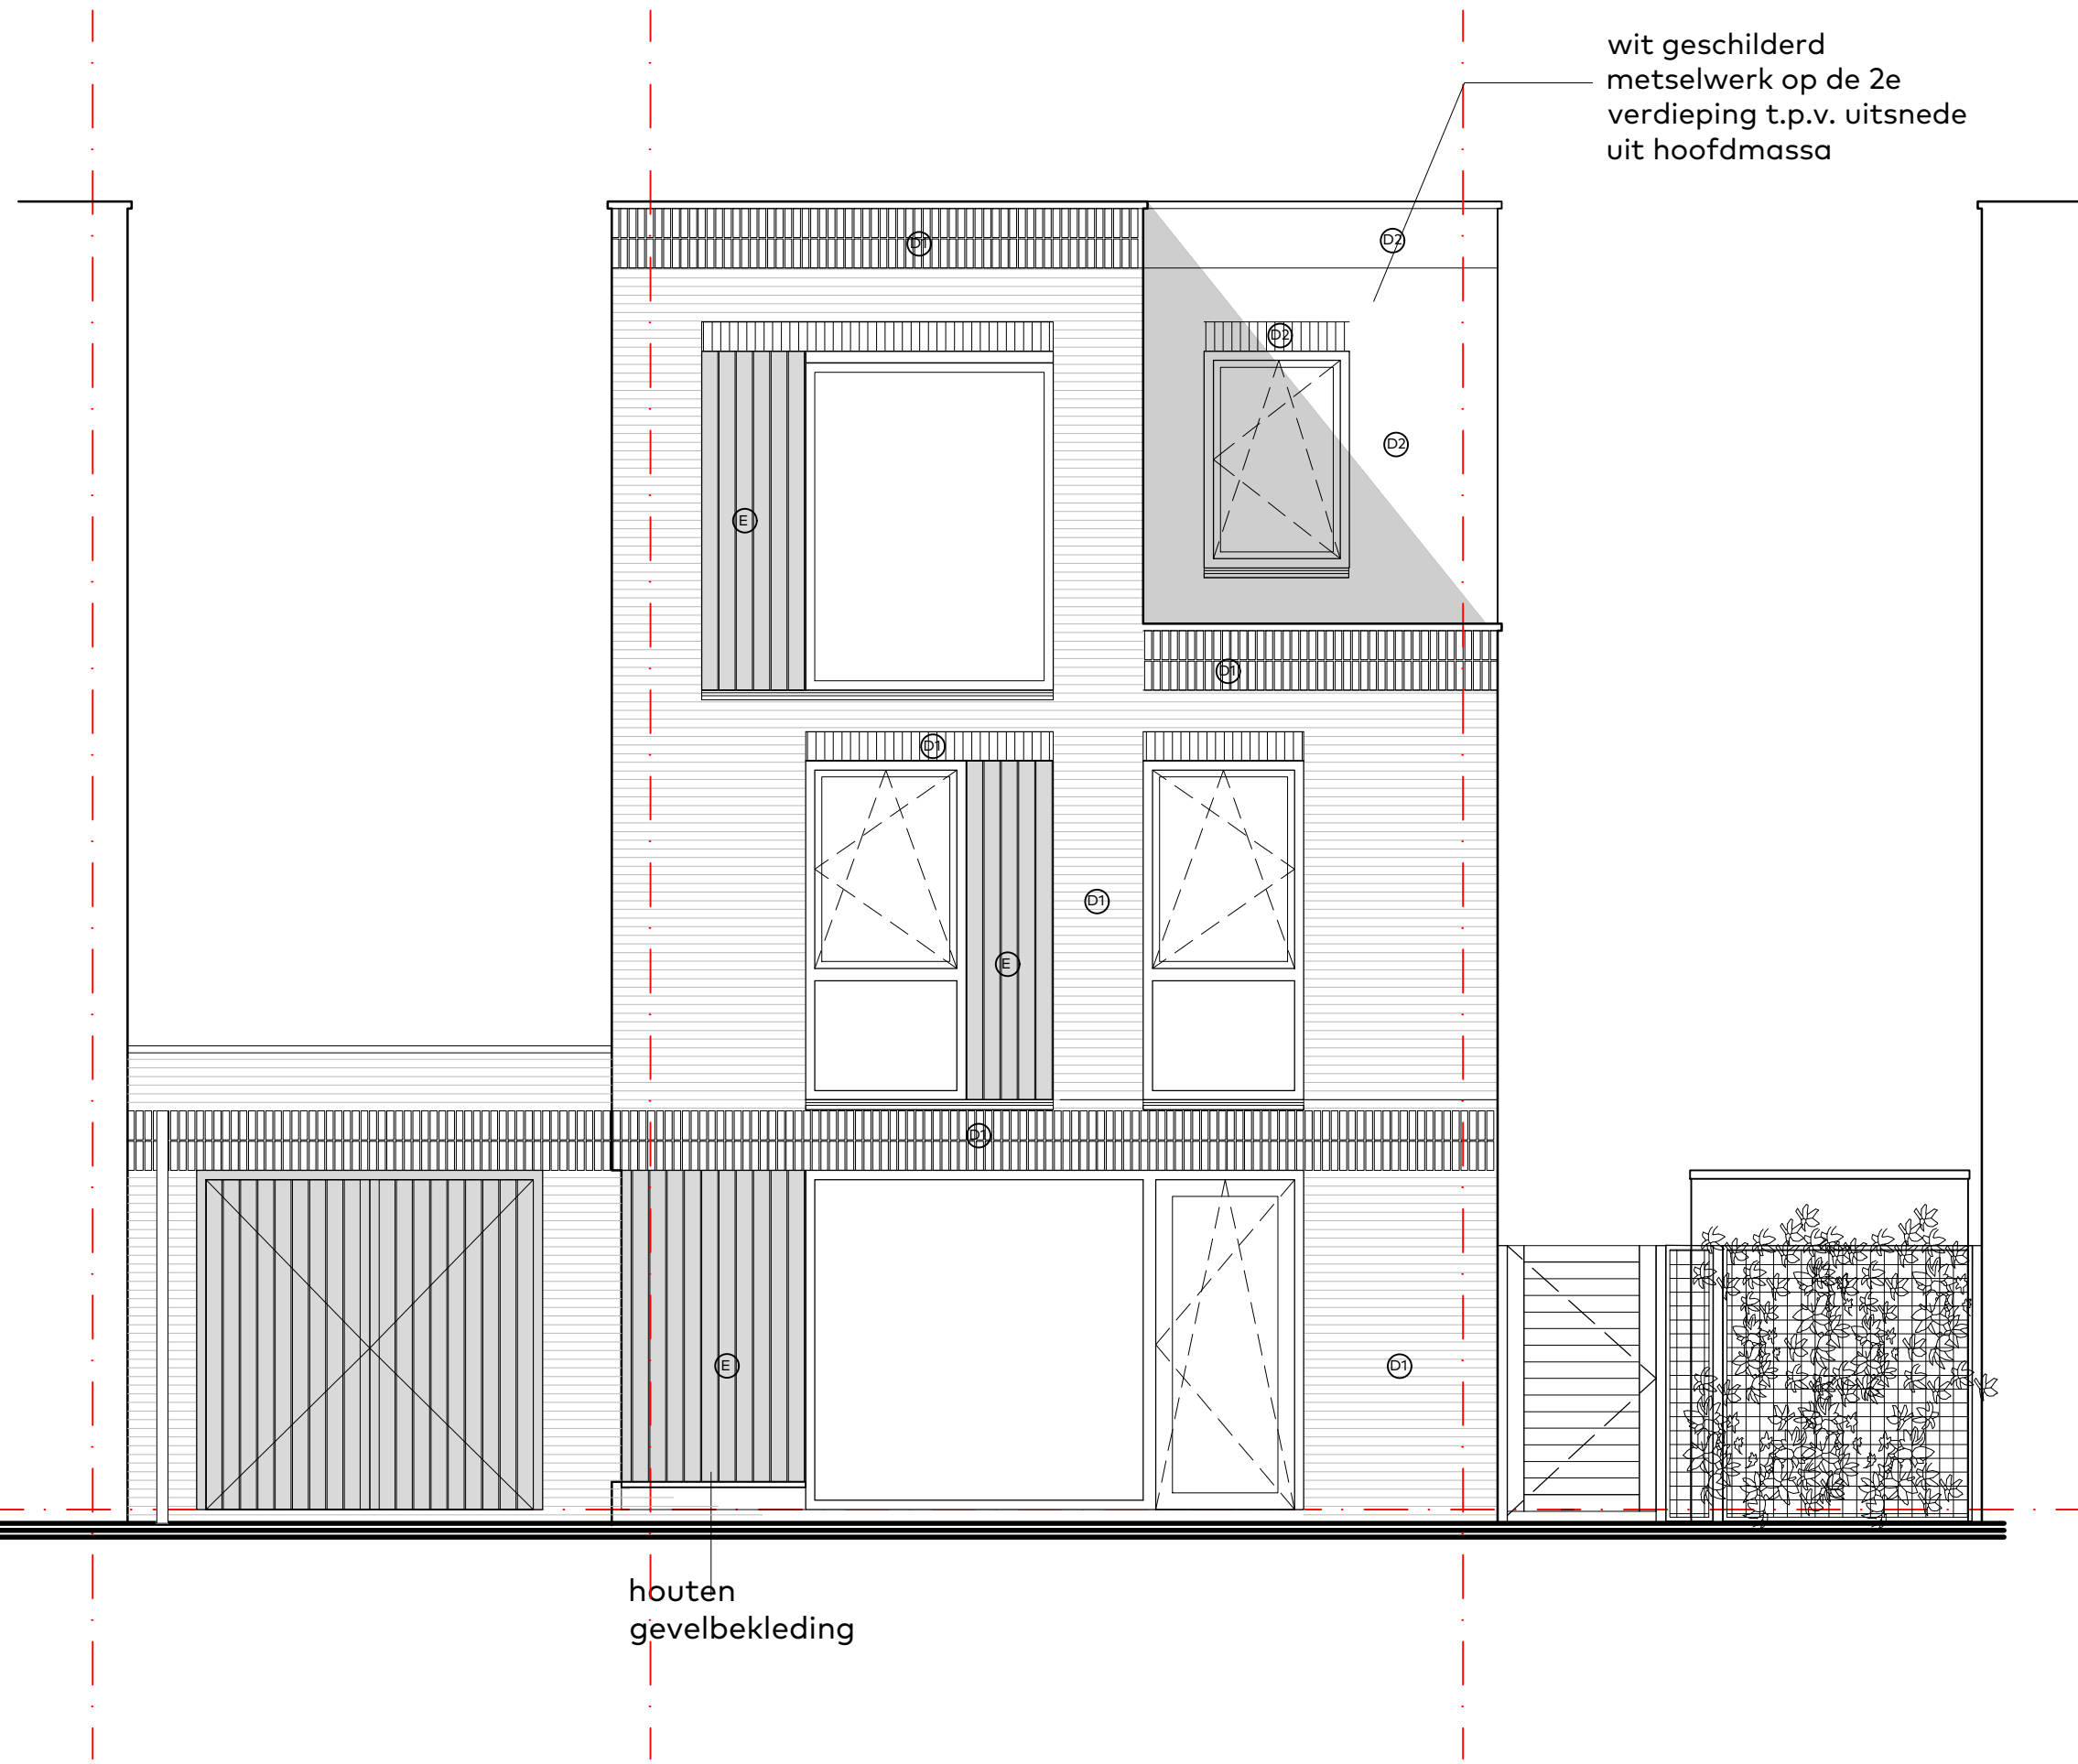 wit geschilderd
metselwerk op de 2e
verdieping t.p.v. uitsnede
uit hoofdmassa
D1
D2
D2
D2
E
D1
D1
D1
E
D1
E
D1
houten
gevelbekleding